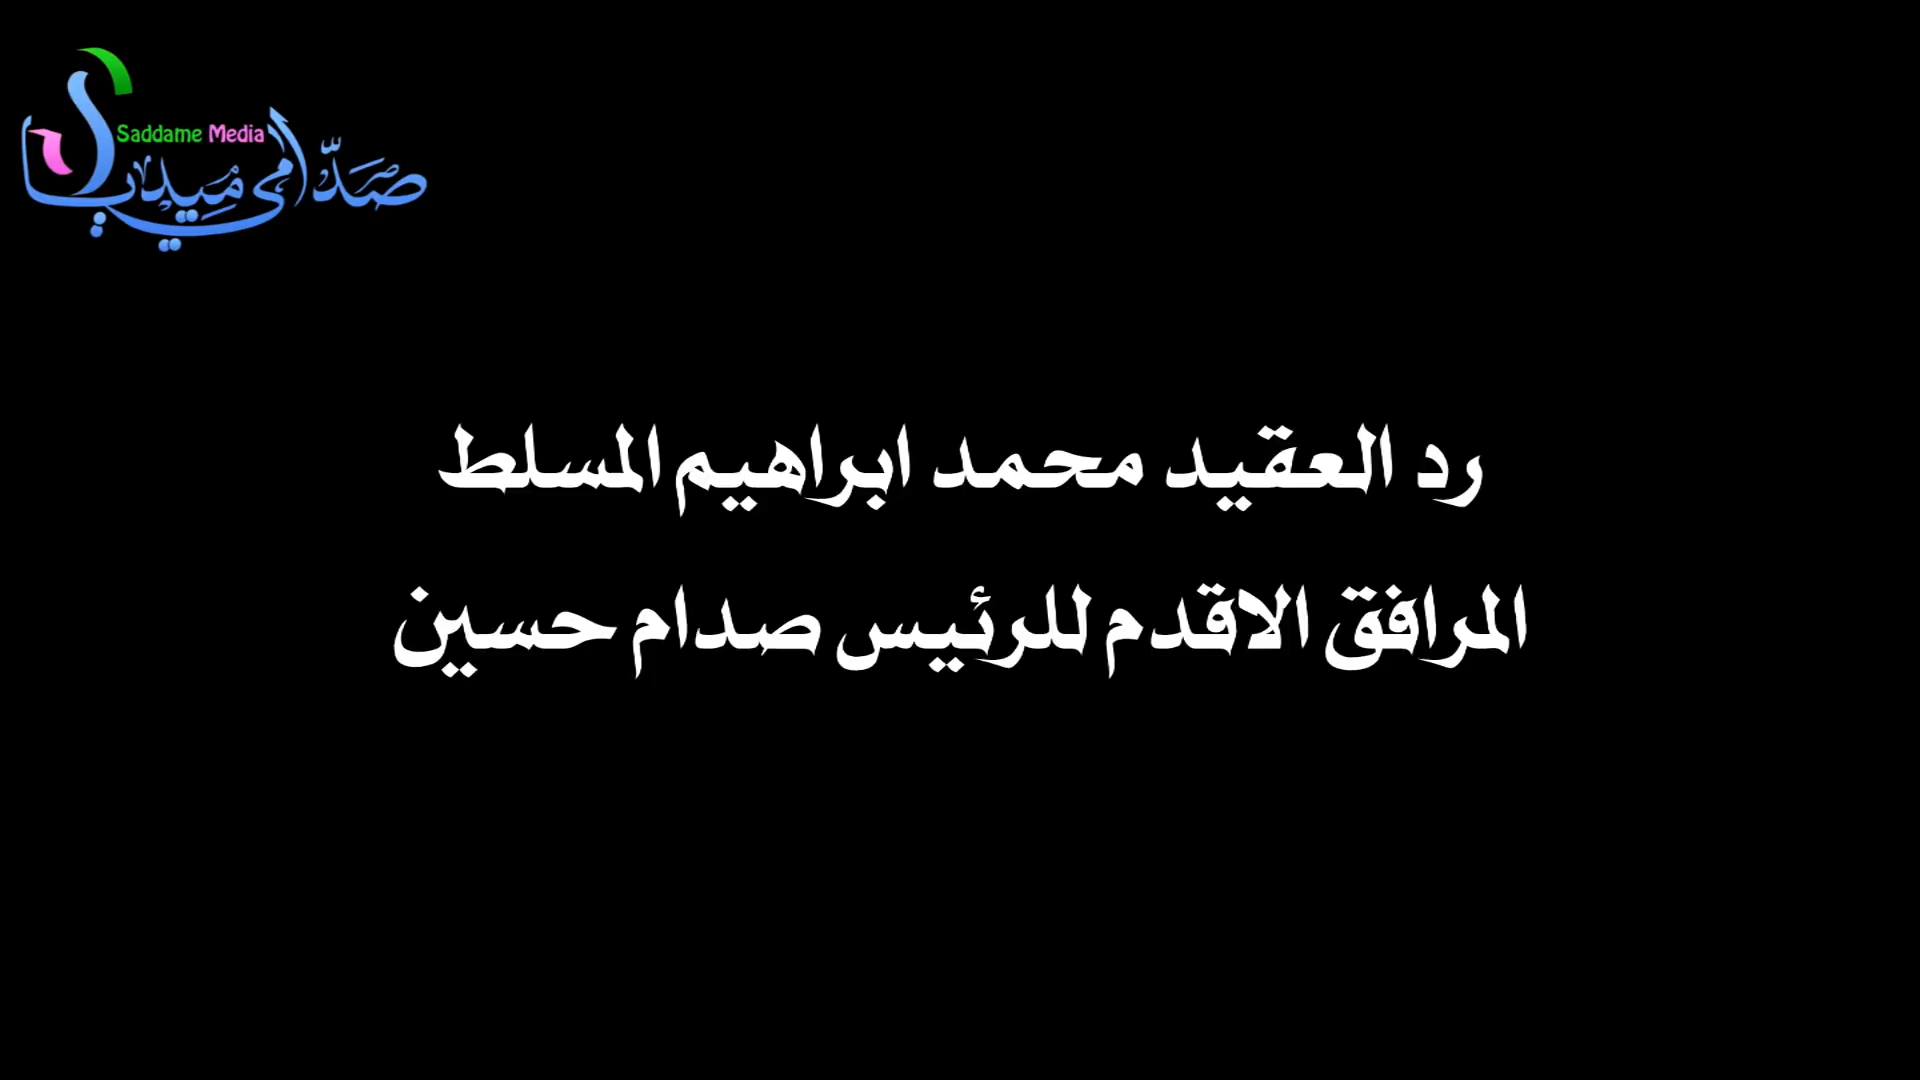 Saddame Media
صدامي ميديا
رد العقيد محمد ابراهيم المسلط
المرافق الاقدم للرئيس صدام حسين